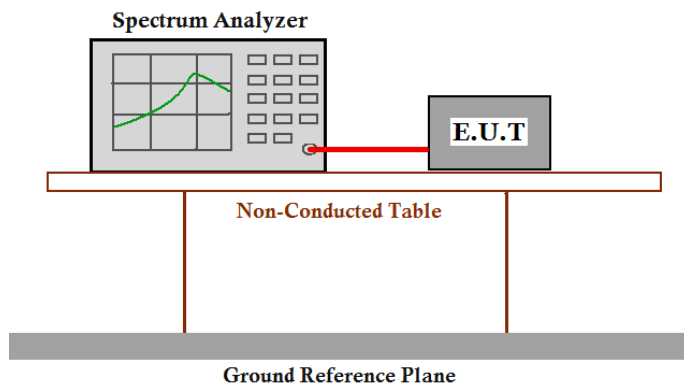 Spectrum Analyzer
E.U.T
Non-Conducted Table
Ground Reference Plane